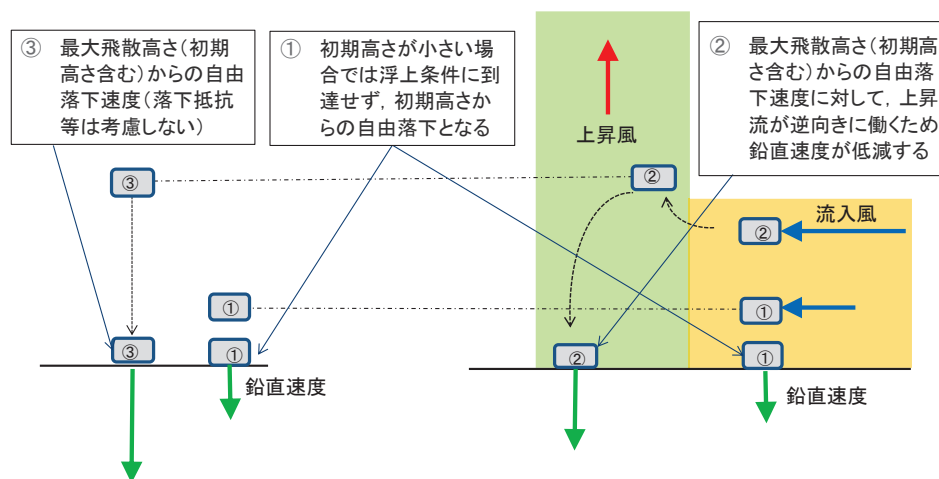 ③ 最大飛散高さ(初期
高さ含む)からの自由
落下速度(落下抵抗
等は考慮しない)
① 初期高さが小さい場
合では浮上条件に到
達せず,初期高さか
らの自由落下となる
② 最大飛散高さ(初期高
さ含む)からの自由落
下速度に対して,上昇
流が逆向きに働くため
鉛直速度が低減する
上昇風
③
②
流入風
②
①
①
③
①
②
①
鉛直速度
鉛直速度